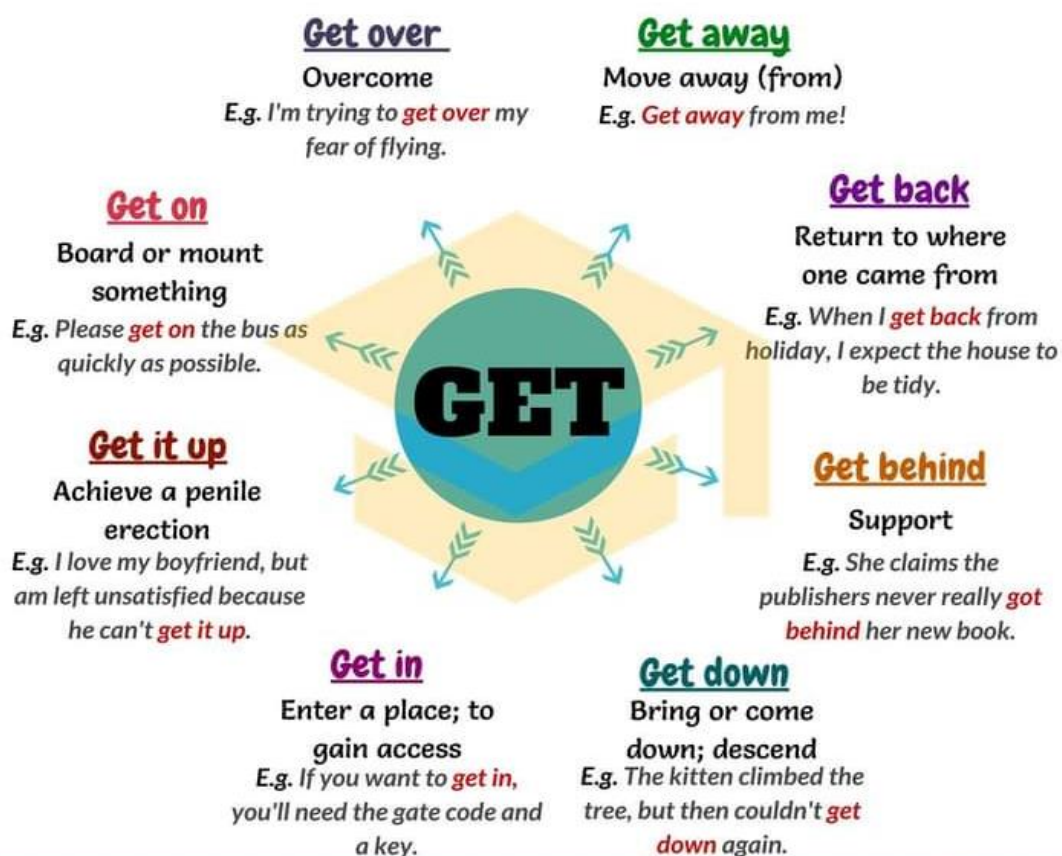 Get over
Overcome
E.g. I'm trying to get over my
fear of flying.
Get away
Move away (from)
E.g. Get away from me!
Get on
Board or mount
something
E.g. Please get on the bus as
quickly as possible.
Get back
Return to where
one came from
E.g. When I get back from
holiday, I expect the house to
be tidy.
GET
Get it up
Achieve a penile
erection
E.g. I love my boyfriend, but
am left unsatisfied because
he can't get it up.
Get behind
Support
E.g. She claims the
publishers never really got
behind her new book.
Get in
Enter a place; to
gain access
E.g. If you want to get in,
you'll need the gate code and
a key.
Get down
Bring or come
down; descend
E.g. The kitten climbed the
tree, but then couldn't get
down again.